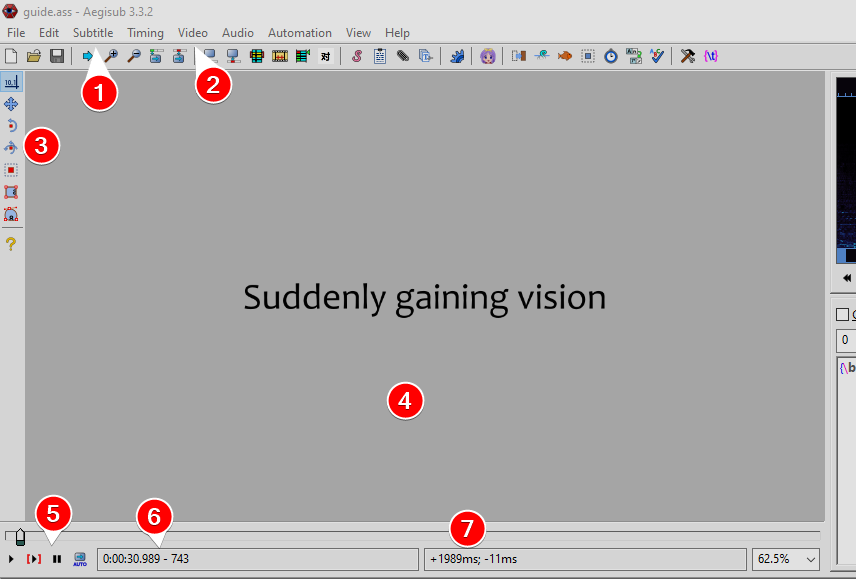 guide.ass - Aegisub 3.3.2
File Edit Subtitle Timing Video Audio Automation View Help
1
2
3
Suddenly gaining vision
4
5
6
7
AUTO
0:00:30.989 - 743
+1989ms; -11ms
62.5%
0
{\b